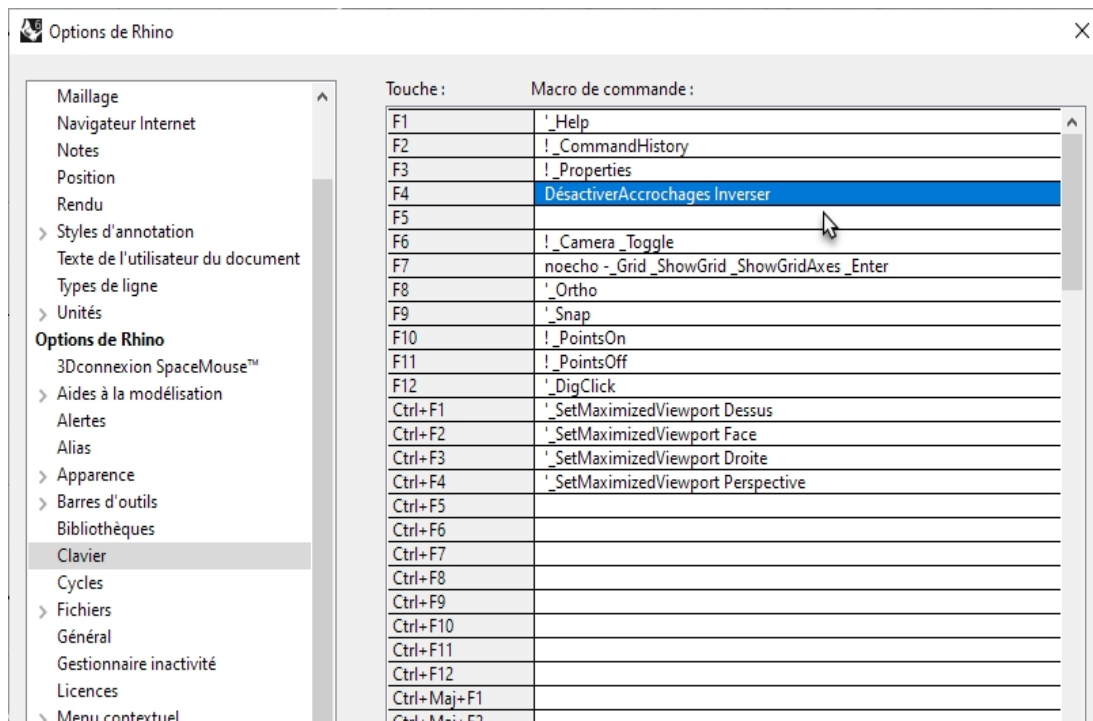 Options de Rhino
Maillage
Navigateur Internet
Notes
Position
Rendu
Styles d'annotation
Texte de l'utilisateur du document
Types de ligne
Unités
Options de Rhino
3Dconnexion SpaceMouse™
Aides à la modélisation
Alertes
Alias
Apparence
Barres d'outils
Bibliothèques
Clavier
Cycles
Fichiers
Général
Gestionnaire inactivité
Licences
Menu contextuel
Touche : Macro de commande :
F1 '_Help
F2 ! _CommandHistory
F3 ! _Properties
F4 DésactiverAccrochages Inverser
F5
F6 ! _Camera _Toggle
F7 noecho -_Grid _ShowGrid _ShowGridAxes _Enter
F8 '_Ortho
F9 '_Snap
F10 ! _PointsOn
F11 ! _PointsOff
F12 '_DigClick
Ctrl+F1 '_SetMaximizedViewport Dessus
Ctrl+F2 '_SetMaximizedViewport Face
Ctrl+F3 '_SetMaximizedViewport Droite
Ctrl+F4 '_SetMaximizedViewport Perspective
Ctrl+F5
Ctrl+F6
Ctrl+F7
Ctrl+F8
Ctrl+F9
Ctrl+F10
Ctrl+F11
Ctrl+F12
Ctrl+Maj+F1
Ctrl+Maj+F2